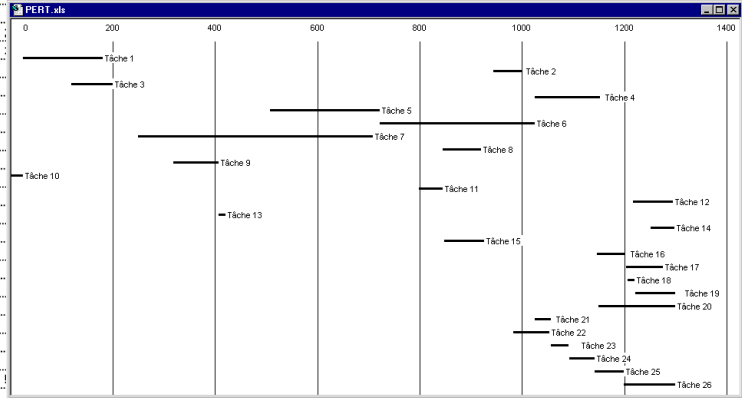 PERT.xls
0 200 400 600 800 1000 1200 1400
Tâche 1
Tâche 2
Tâche 3
Tâche 4
Tâche 5
Tâche 6
Tâche 7
Tâche 8
Tâche 9
Tâche 10
Tâche 11
Tâche 12
Tâche 13
Tâche 14
Tâche 15
Tâche 16
Tâche 17
Tâche 18
Tâche 19
Tâche 20
Tâche 21
Tâche 22
Tâche 23
Tâche 24
Tâche 25
Tâche 26